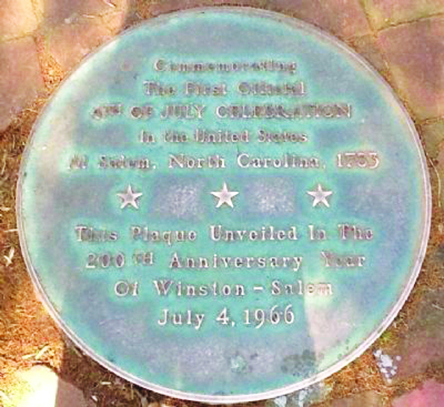 Commemorating
The First Official
4TH OF JULY CELEBRATION
In the United States
At Salem, North Carolina, 1783
This Plaque Unveiled In The
200TH Anniversary Year
Of Winston-Salem
July 4, 1966